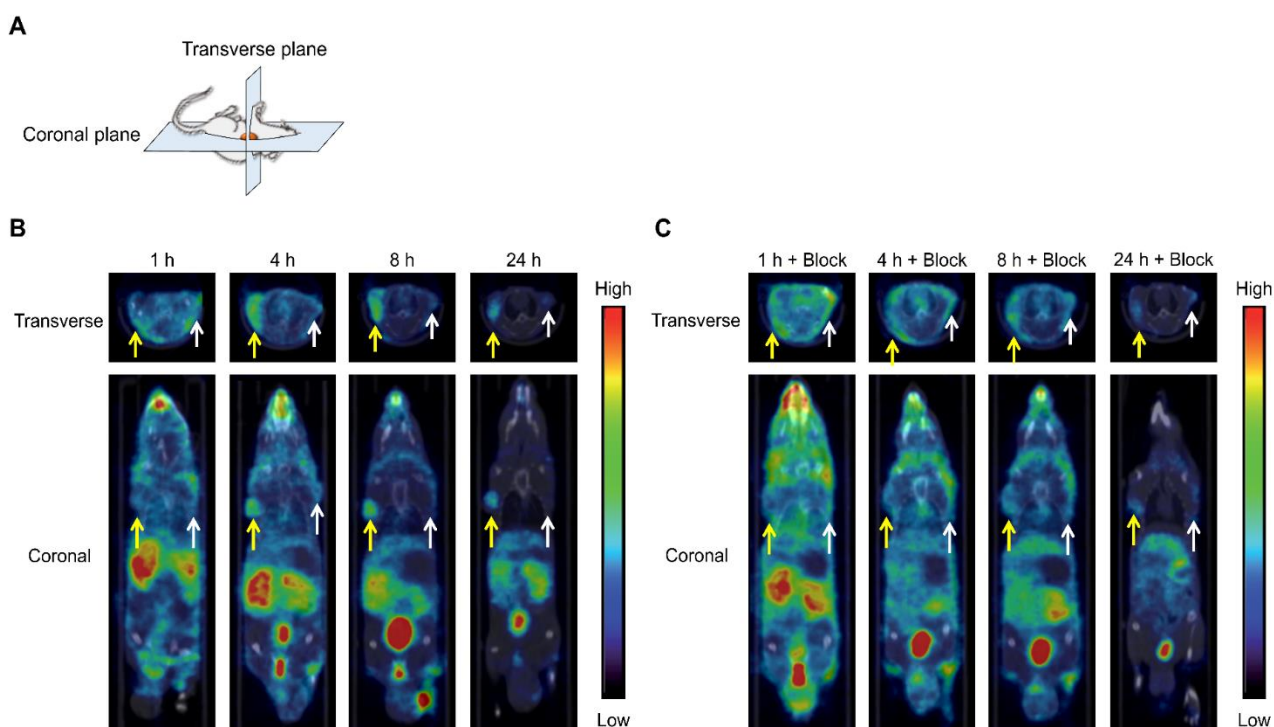 A
Transverse plane
Coronal plane
B
1 h 4 h 8 h 24 h
High
Transverse
Coronal
Low
C
1 h + Block 4 h + Block 8 h + Block 24 h + Block
High
Transverse
Coronal
Low